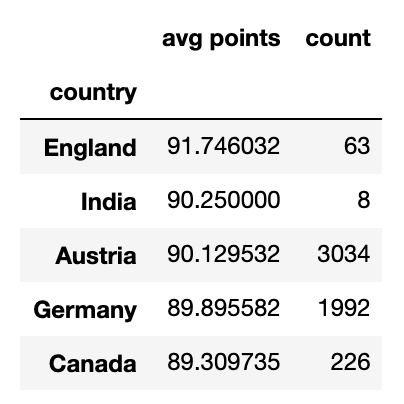 avg points count
country
England 91.746032 63
India 90.250000 8
Austria 90.129532 3034
Germany 89.895582 1992
Canada 89.309735 226